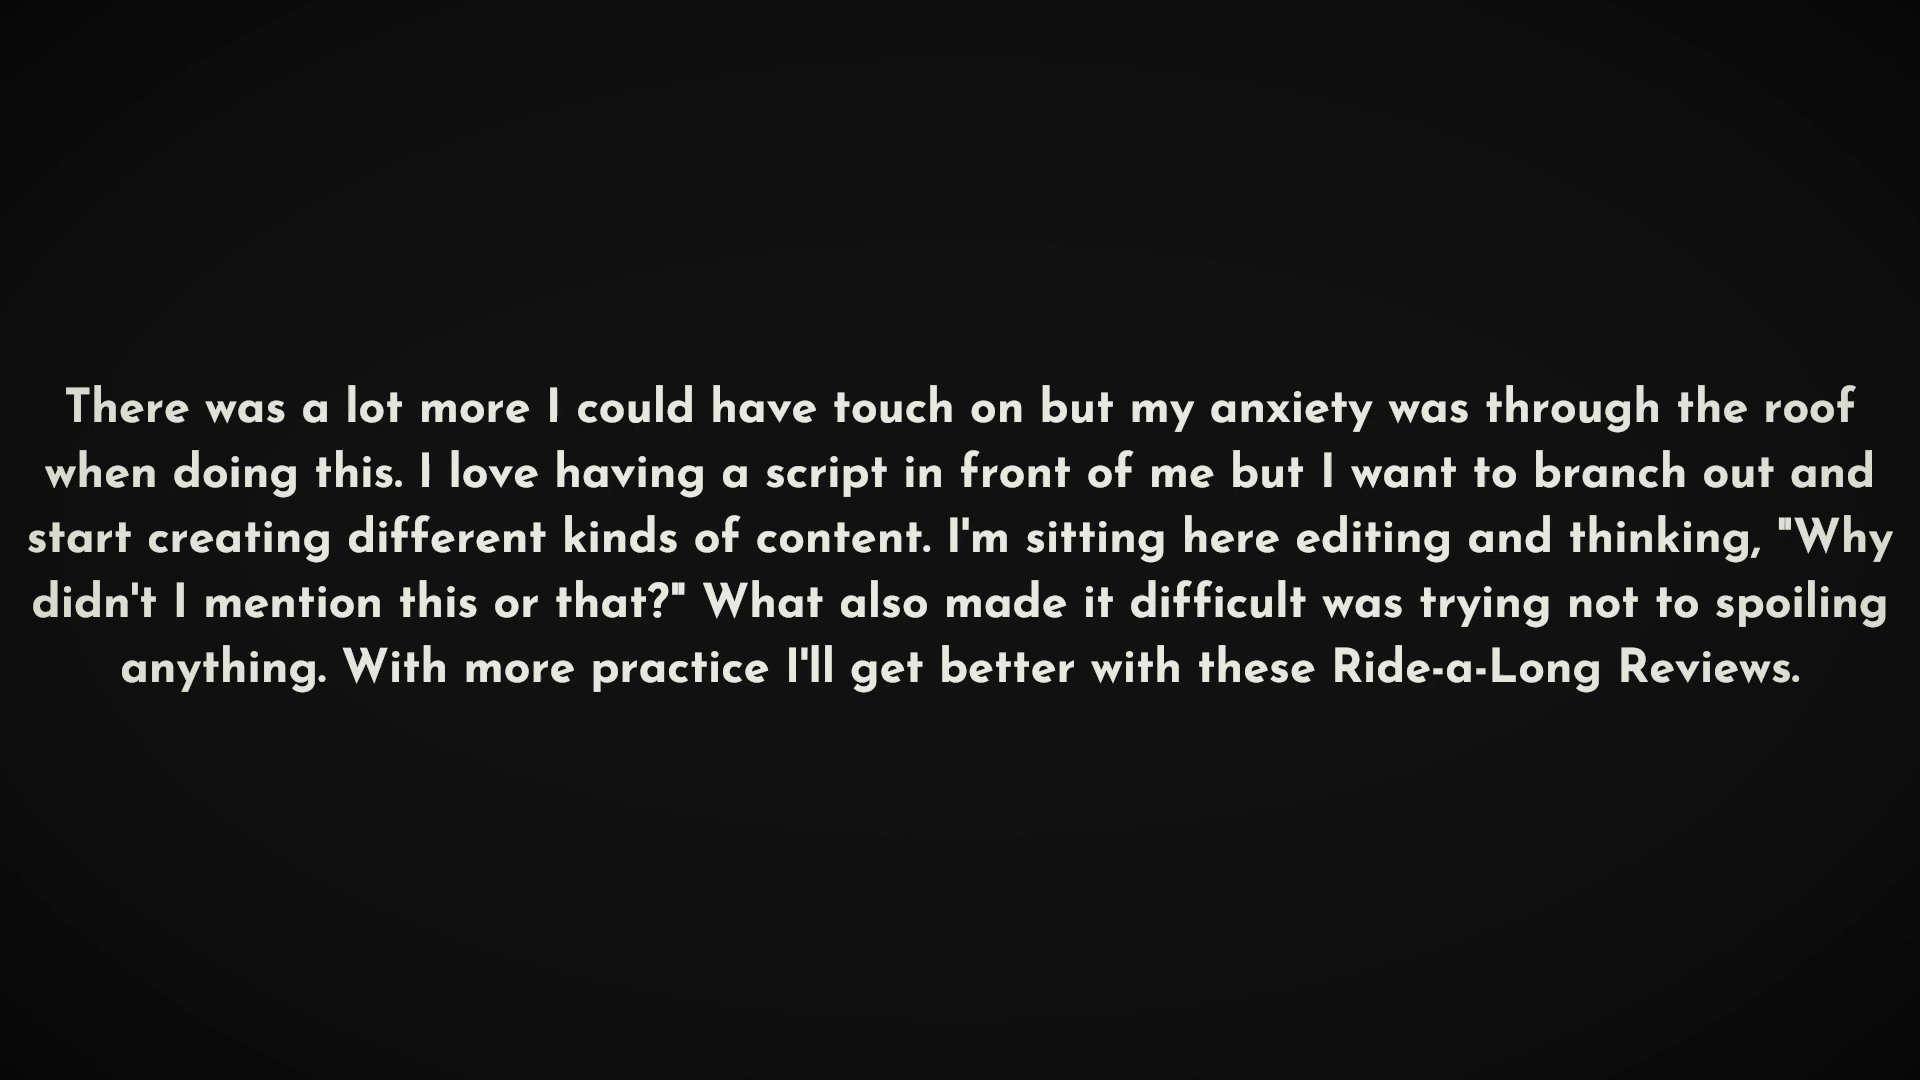 There was a lot more I could have touch on but my anxiety was through the roof
when doing this. I love having a script in front of me but I want to branch out and
start creating different kinds of content. I'm sitting here editing and thinking, "Why
didn't I mention this or that?" What also made it difficult was trying not to spoiling
anything. With more practice I'll get better with these Ride-a-Long Reviews.